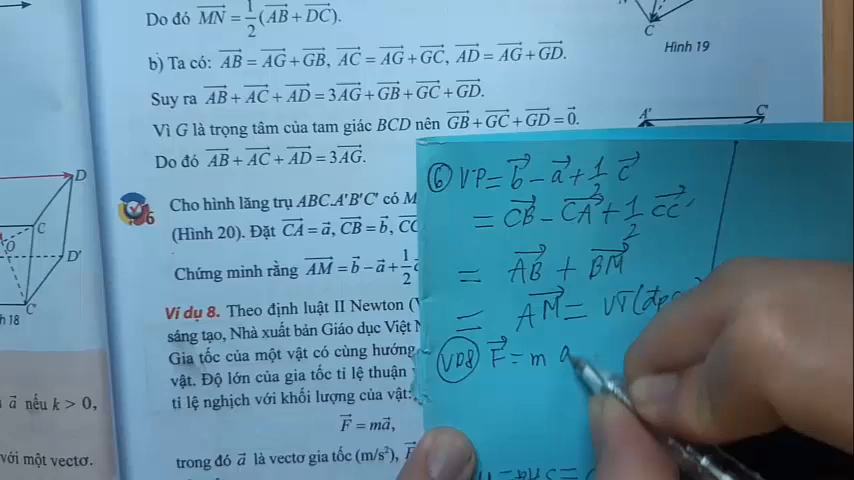 Do đó $\overrightarrow{MN} = \frac{1}{2}(\overrightarrow{AB} + \overrightarrow{DC})$.
C
Hình 19
b) Ta có: $\overrightarrow{AB} = \overrightarrow{AG} + \overrightarrow{GB}$, $\overrightarrow{AC} = \overrightarrow{AG} + \overrightarrow{GC}$, $\overrightarrow{AD} = \overrightarrow{AG} + \overrightarrow{GD}$.
Suy ra $\overrightarrow{AB} + \overrightarrow{AC} + \overrightarrow{AD} = 3\overrightarrow{AG} + \overrightarrow{GB} + \overrightarrow{GC} + \overrightarrow{GD}$.
Vì G là trọng tâm của tam giác BCD nên $\overrightarrow{GB} + \overrightarrow{GC} + \overrightarrow{GD} = \vec{0}$.
A' C'
Do đó $\overrightarrow{AB} + \overrightarrow{AC} + \overrightarrow{AD} = 3\overrightarrow{AG}$.
6 Cho hình lăng trụ ABC.A'B'C' có M
(Hình 20). Đặt $\overrightarrow{CA} = \vec{a}$, $\overrightarrow{CB} = \vec{b}$,
Chứng minh rằng $\overrightarrow{AM} = \vec{b} - \vec{a} + \frac{1}{2}$
Ví dụ 8. Theo định luật II Newton
sáng tạo, Nhà xuất bản Giáo dục Việt
Gia tốc của một vật có cùng hướng
vật. Độ lớn của gia tốc tỉ lệ thuận
tỉ lệ nghịch với khối lượng của vật:
$\vec{F} = m\vec{a}$,
trong đó $\vec{a}$ là vectơ gia tốc (m/s²), $\vec{F}$
D
C
O
D'
C'
h 18
$\vec{a}$ nếu k > 0,
với một vectơ.
⑥ VP = $\vec{b} - \vec{a} + \frac{1}{2}\vec{c}$
= $\overrightarrow{CB} - \overrightarrow{CA} + \frac{1}{2}\overrightarrow{CC'}$
= $\overrightarrow{AB} + \overrightarrow{BM}$
= $\overrightarrow{AM}$ = VT (đpc
VD8 $\vec{F}$ = m a